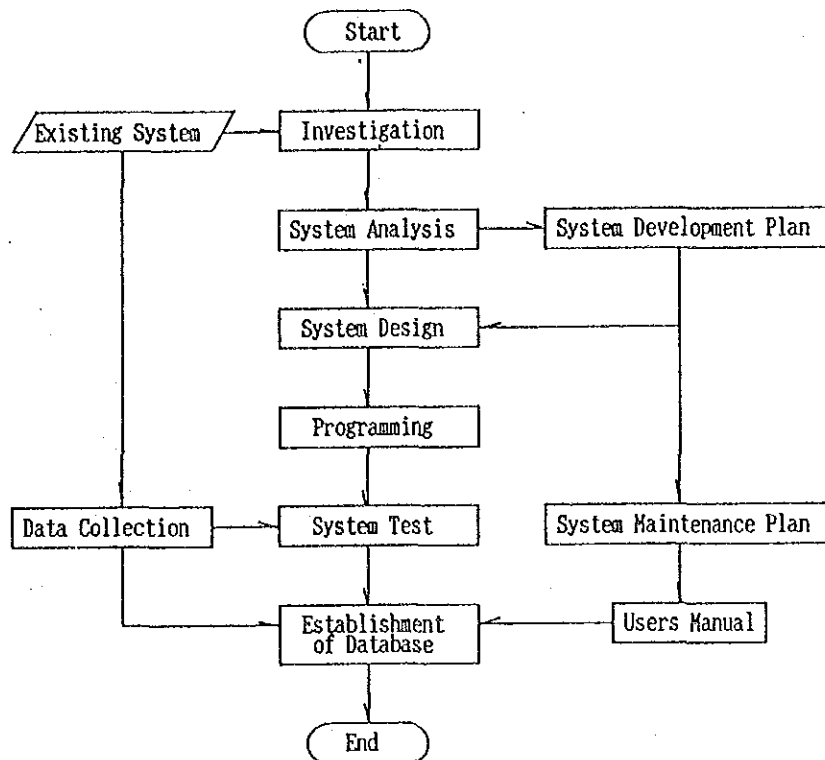 Start
Existing System
Investigation
System Analysis
System Development Plan
System Design
Programming
Data Collection
System Test
System Maintenance Plan
Establishment
of Database
Users Manual
End